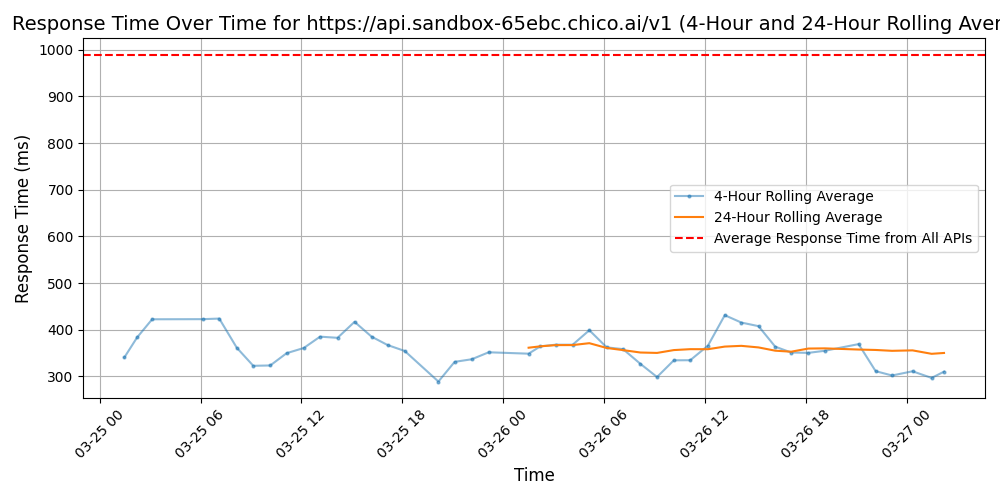 Response Time Over Time for https://api.sandbox-65ebc.chico.ai/v1 (4-Hour and 24-Hour Rolling Aver
Response Time (ms)
1000
900
800
700
600
500
400
300
4-Hour Rolling Average
24-Hour Rolling Average
Average Response Time from All APIs
03-25 00
03-25 06
03-25 12
03-25 18
03-26 00
03-26 06
03-26 12
03-26 18
03-27 00
Time